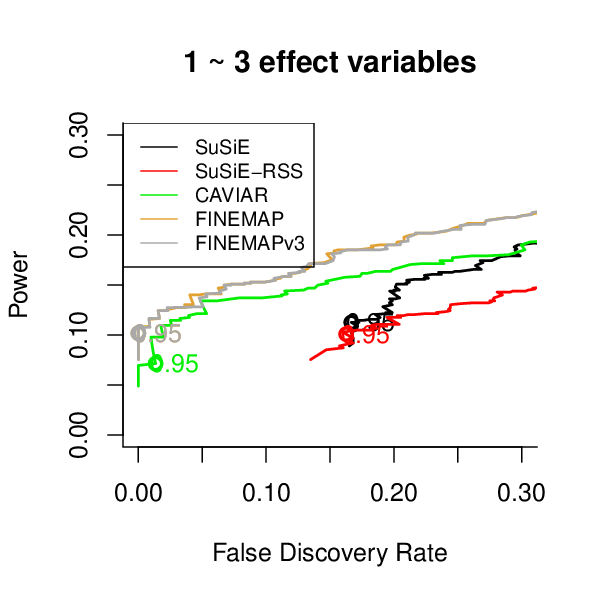 1 ~ 3 effect variables
SuSiE
SuSiE−RSS
CAVIAR
FINEMAP
FINEMAPv3
Power
0.30
0.20
0.10
0.00
.95
.95
.95
.95
0.00 0.10 0.20 0.30
False Discovery Rate